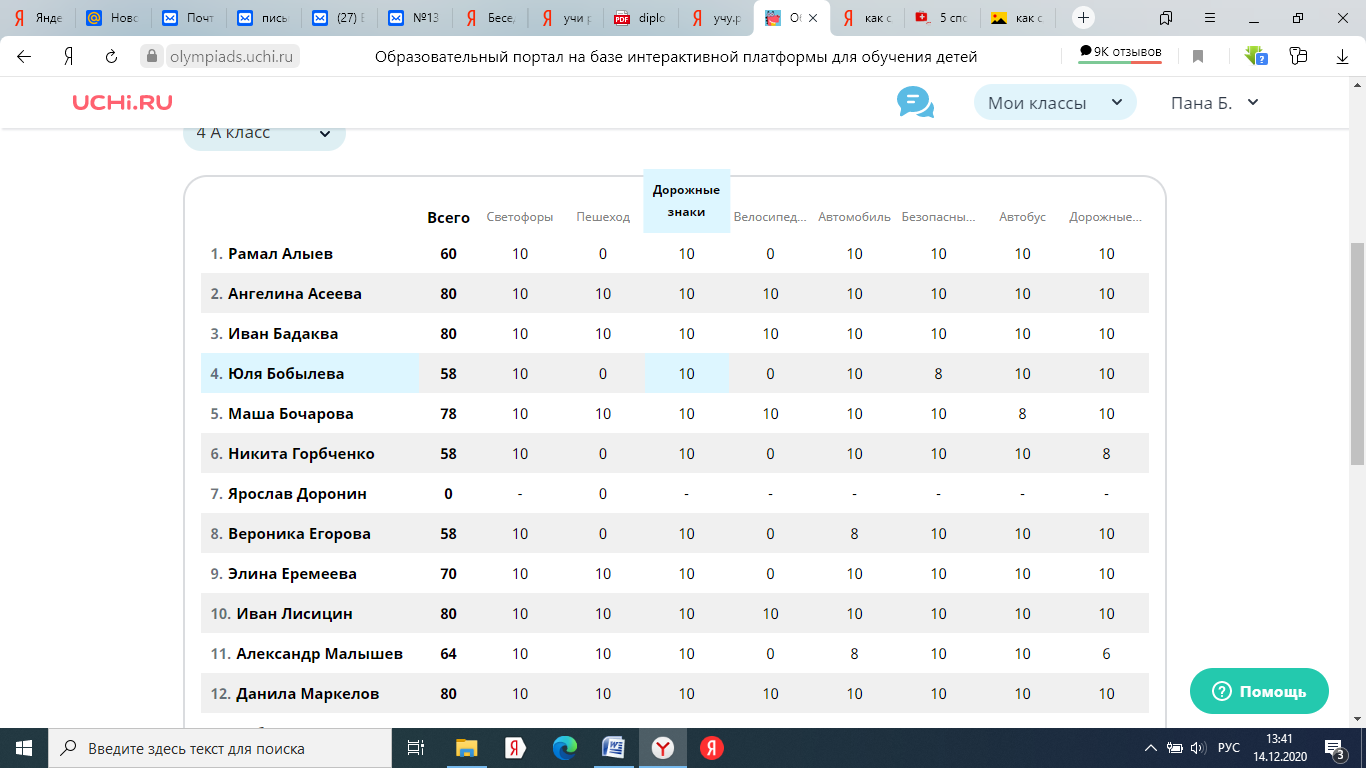 Янде
Новс
Почт
письм
(27) В
№13
Бесед
учи р
diplo
учу.р
Об
как с
5 спо
как с
olympiads.uchi.ru
Образовательный портал на базе интерактивной платформы для обучения детей
9К отзывов
UCHi.RU
Мои классы
Пана Б.
4 А класс
Всего Светофоры Пешеход Дорожные знаки Велосипед... Автомобиль Безопасны... Автобус Дорожные...
1. Рамал Алыев 60 10 0 10 0 10 10 10 10
2. Ангелина Асеева 80 10 10 10 10 10 10 10 10
3. Иван Бадаква 80 10 10 10 10 10 10 10 10
4. Юля Бобылева 58 10 0 10 0 10 8 10 10
5. Маша Бочарова 78 10 10 10 10 10 10 8 10
6. Никита Горбченко 58 10 0 10 0 10 10 10 8
7. Ярослав Доронин 0 - 0 - - - - - -
8. Вероника Егорова 58 10 0 10 0 8 10 10 10
9. Элина Еремеева 70 10 10 10 0 10 10 10 10
10. Иван Лисицин 80 10 10 10 10 10 10 10 10
11. Александр Малышев 64 10 10 10 0 8 10 10 6
12. Данила Маркелов 80 10 10 10 10 10 10 10 10
Помощь
Введите здесь текст для поиска
РУС
13:41
14.12.2020
3